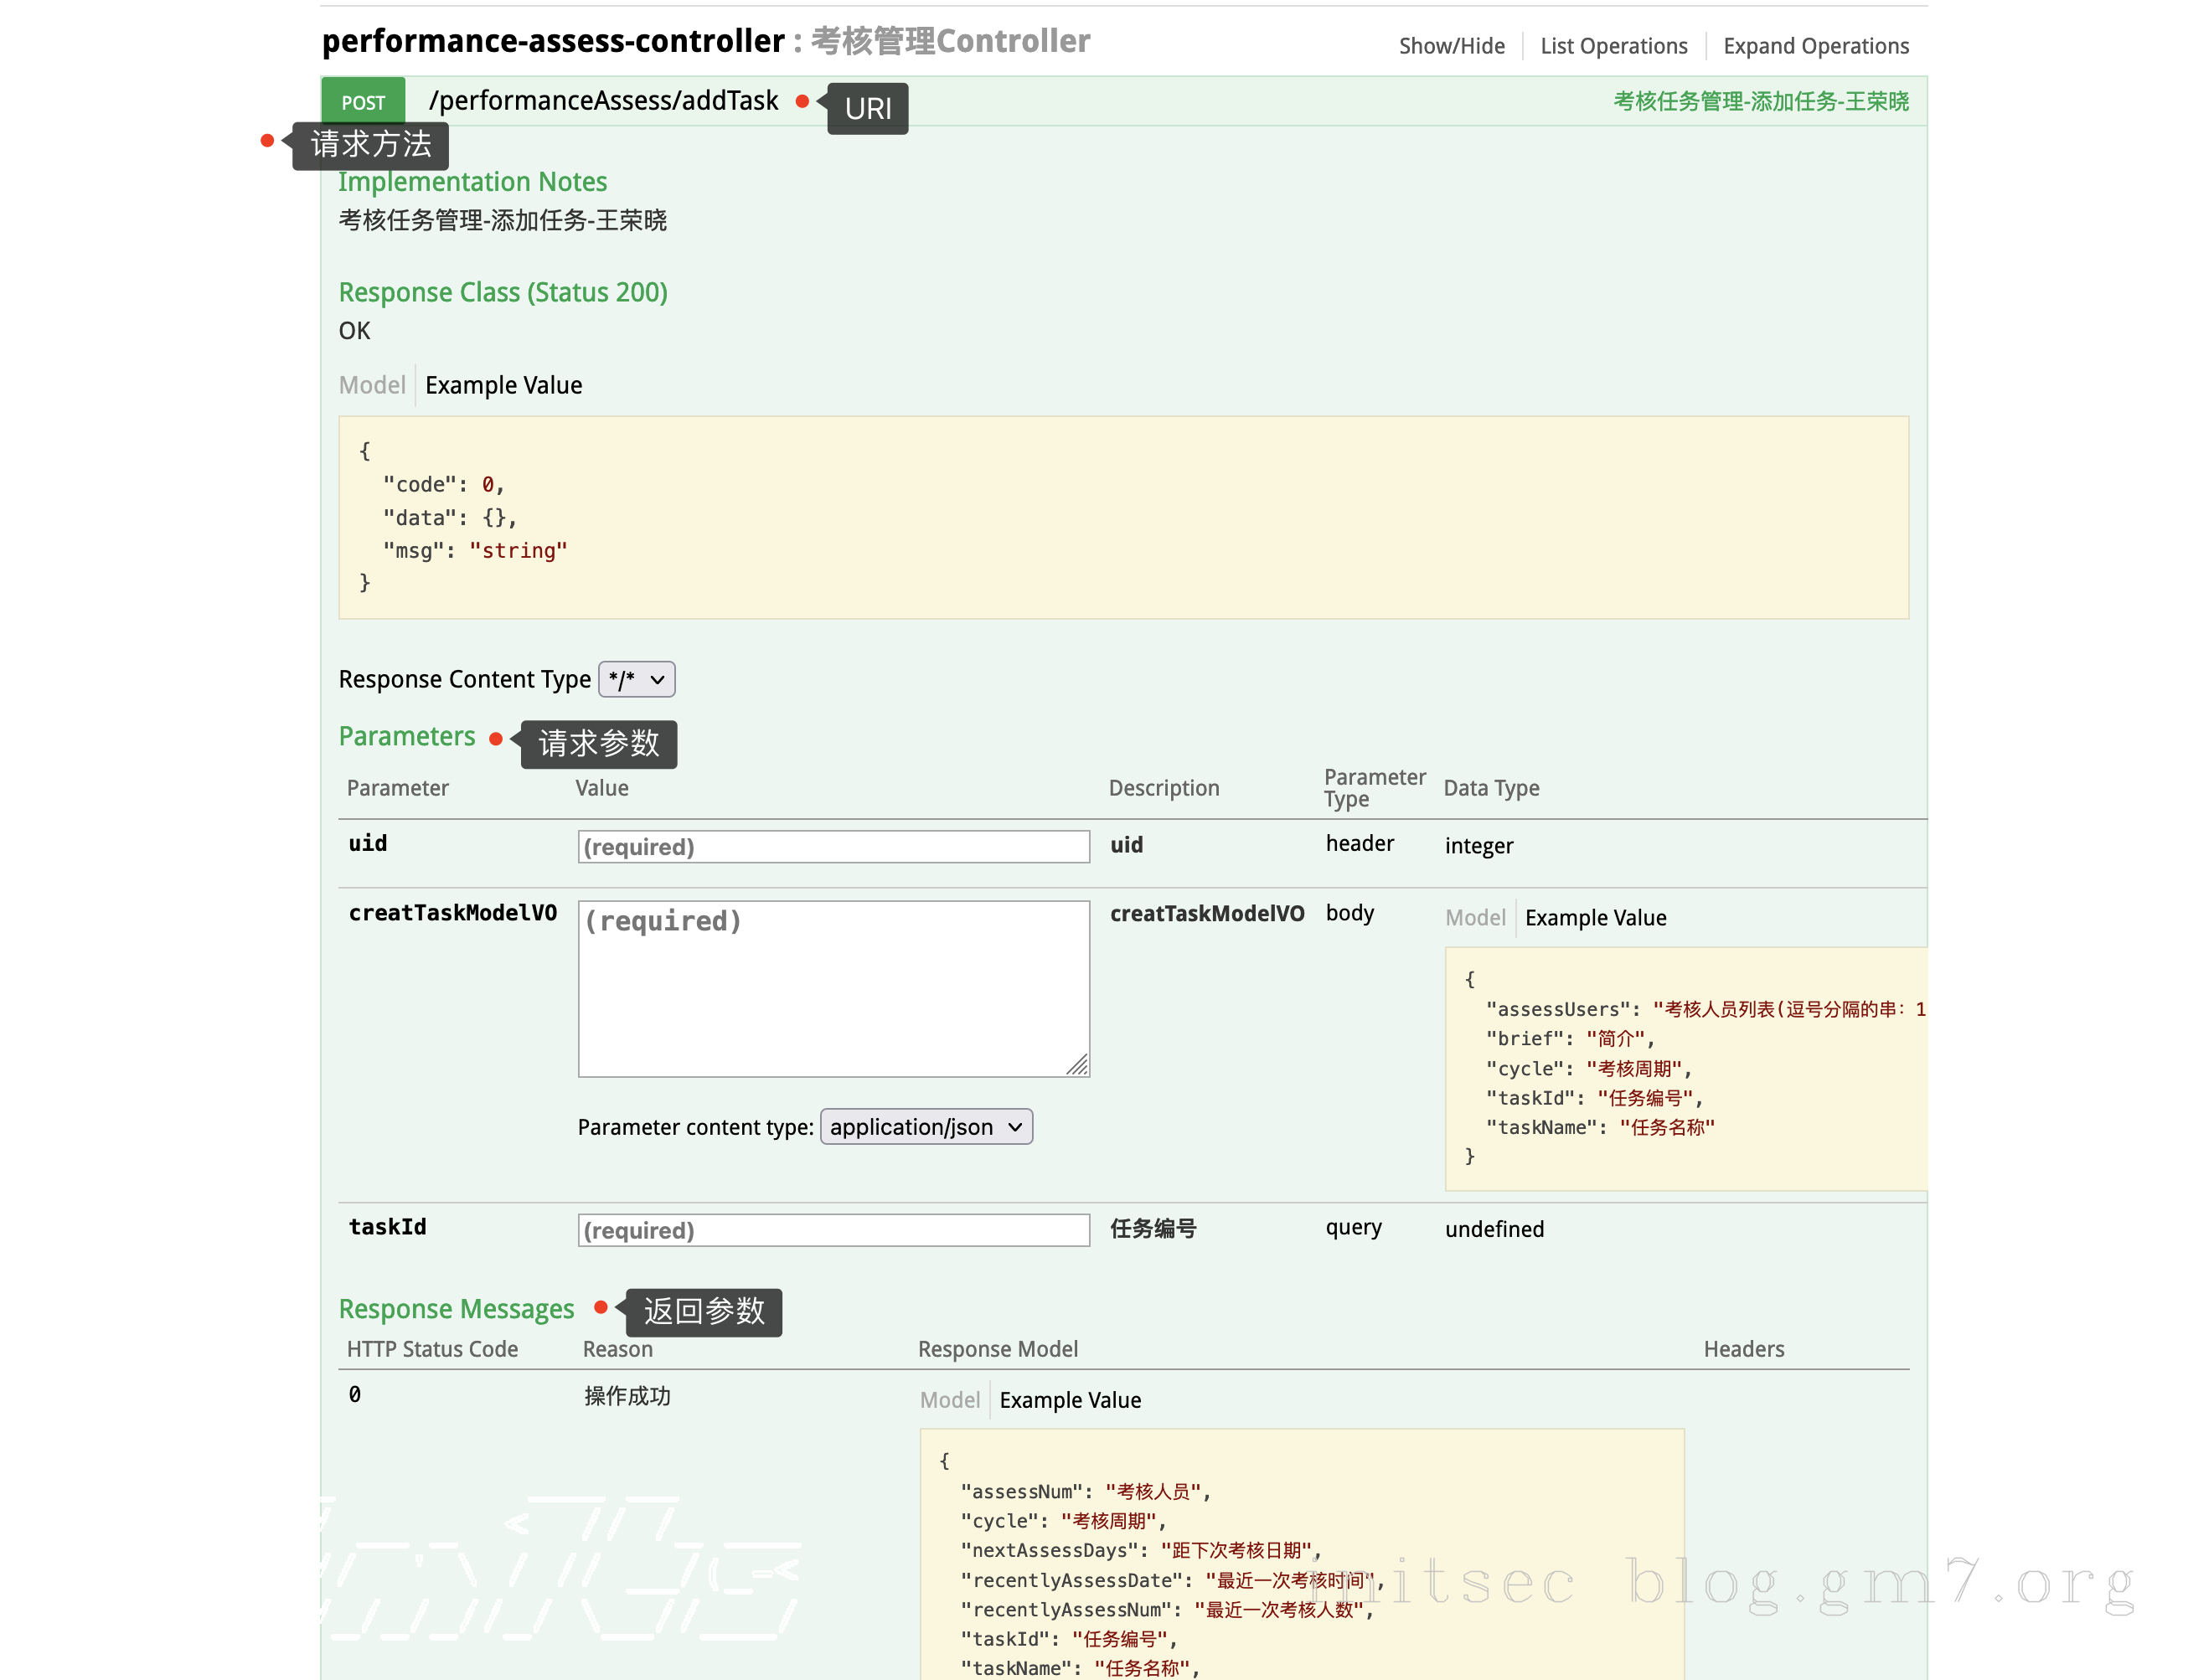 performance-assess-controller : 考核管理Controller
Show/Hide
List Operations
Expand Operations
POST
/performanceAssess/addTask
URI
考核任务管理-添加任务-王荣晓
请求方法
Implementation Notes
考核任务管理-添加任务-王荣晓
Response Class (Status 200)
OK
Model
Example Value
{
"code": 0,
"data": {},
"msg": "string"
}
Response Content Type */*
Parameters
请求参数
Parameter
Value
Description
Parameter Type
Data Type
uid
(required)
uid
header
integer
creatTaskModelVO
(required)
creatTaskModelVO
body
Model
Example Value
{
"assessUsers": "考核人员列表(逗号分隔的串: 1
"brief": "简介",
"cycle": "考核周期",
"taskId": "任务编号",
"taskName": "任务名称"
}
Parameter content type: application/json
taskId
(required)
任务编号
query
undefined
Response Messages
返回参数
HTTP Status Code
Reason
Response Model
Headers
0
操作成功
Model
Example Value
{
"assessNum": "考核人员",
"cycle": "考核周期",
"nextAssessDays": "距下次考核日期",
"recentlyAssessDate": "最近一次考核时间",
"recentlyAssessNum": "最近一次考核人数",
"taskId": "任务编号",
"taskName": "任务名称",
initsec blog.gm7.org